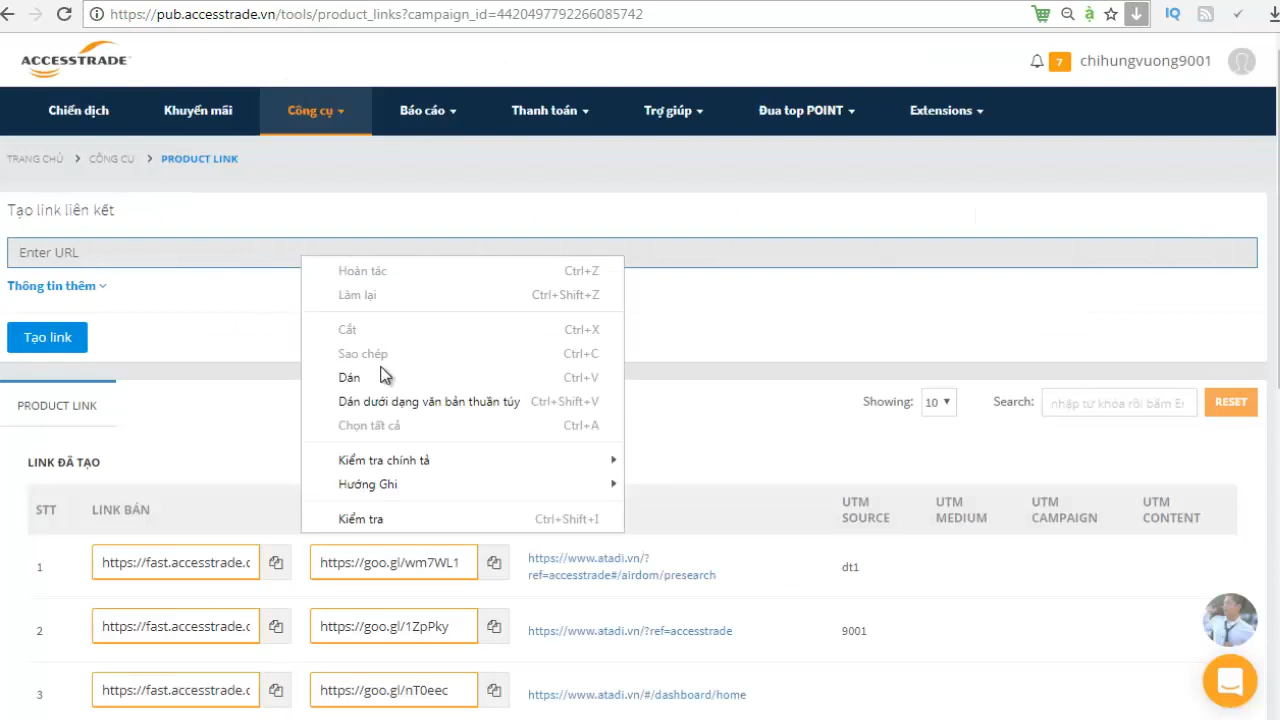 https://pub.accesstrade.vn/tools/product_links?campaign_id=4420497792266085742
IQ
ACCESSTRADE
7
chihungvuong9001
Chiến dịch
Khuyến mãi
Công cụ
Báo cáo
Thanh toán
Trợ giúp
Đua top POINT
Extensions
TRANG CHỦ > CÔNG CỤ > PRODUCT LINK
Tạo link liên kết
Enter URL
Thông tin thêm
Tạo link
Hoàn tác Ctrl+Z
Làm lại Ctrl+Shift+Z
Cắt Ctrl+X
Sao chép Ctrl+C
Dán Ctrl+V
Dán dưới dạng văn bản thuần túy Ctrl+Shift+V
Chọn tất cả Ctrl+A
Kiểm tra chính tả
Hướng Ghi
Kiểm tra Ctrl+Shift+I
PRODUCT LINK
Showing: 10
Search: nhập từ khóa rồi bấm En
RESET
LINK ĐÃ TẠO
STT
LINK BÁN
UTM SOURCE
UTM MEDIUM
UTM CAMPAIGN
UTM CONTENT
1
https://fast.accesstrade.c
https://goo.gl/wm7WL1
https://www.atadi.vn/?
ref=accesstrade#/airdom/presearch
dt1
2
https://fast.accesstrade.c
https://goo.gl/1ZpPky
https://www.atadi.vn/?ref=accesstrade
9001
3
https://fast.accesstrade.c
https://goo.gl/nT0eec
https://www.atadi.vn/#/dashboard/home